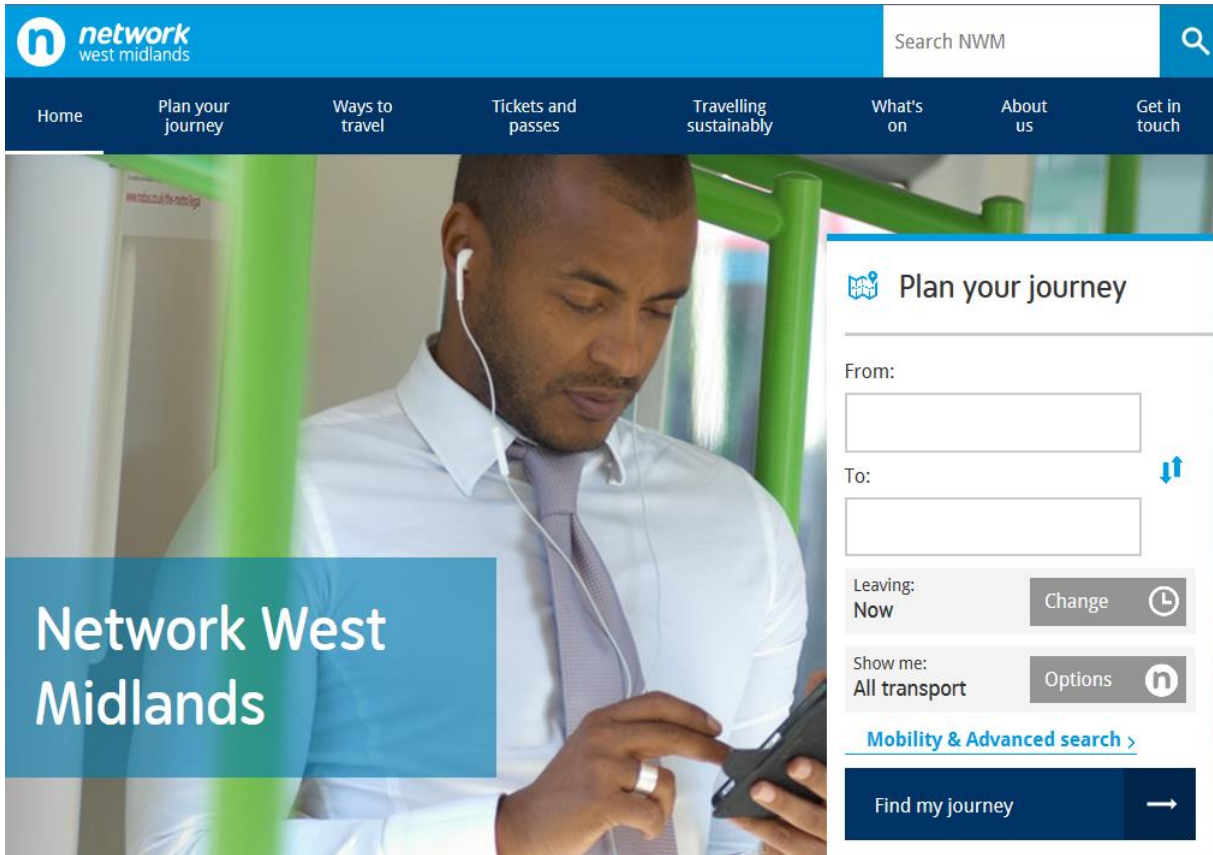 network
west midlands
Search NWM
Home
Plan your
journey
Ways to
travel
Tickets and
passes
Travelling
sustainably
What's
on
About
us
Get in
touch
Plan your journey
From:
To:
Leaving:
Now
Change
Show me:
All transport
Options
n
Mobility & Advanced search >
Find my journey
Network West
Midlands